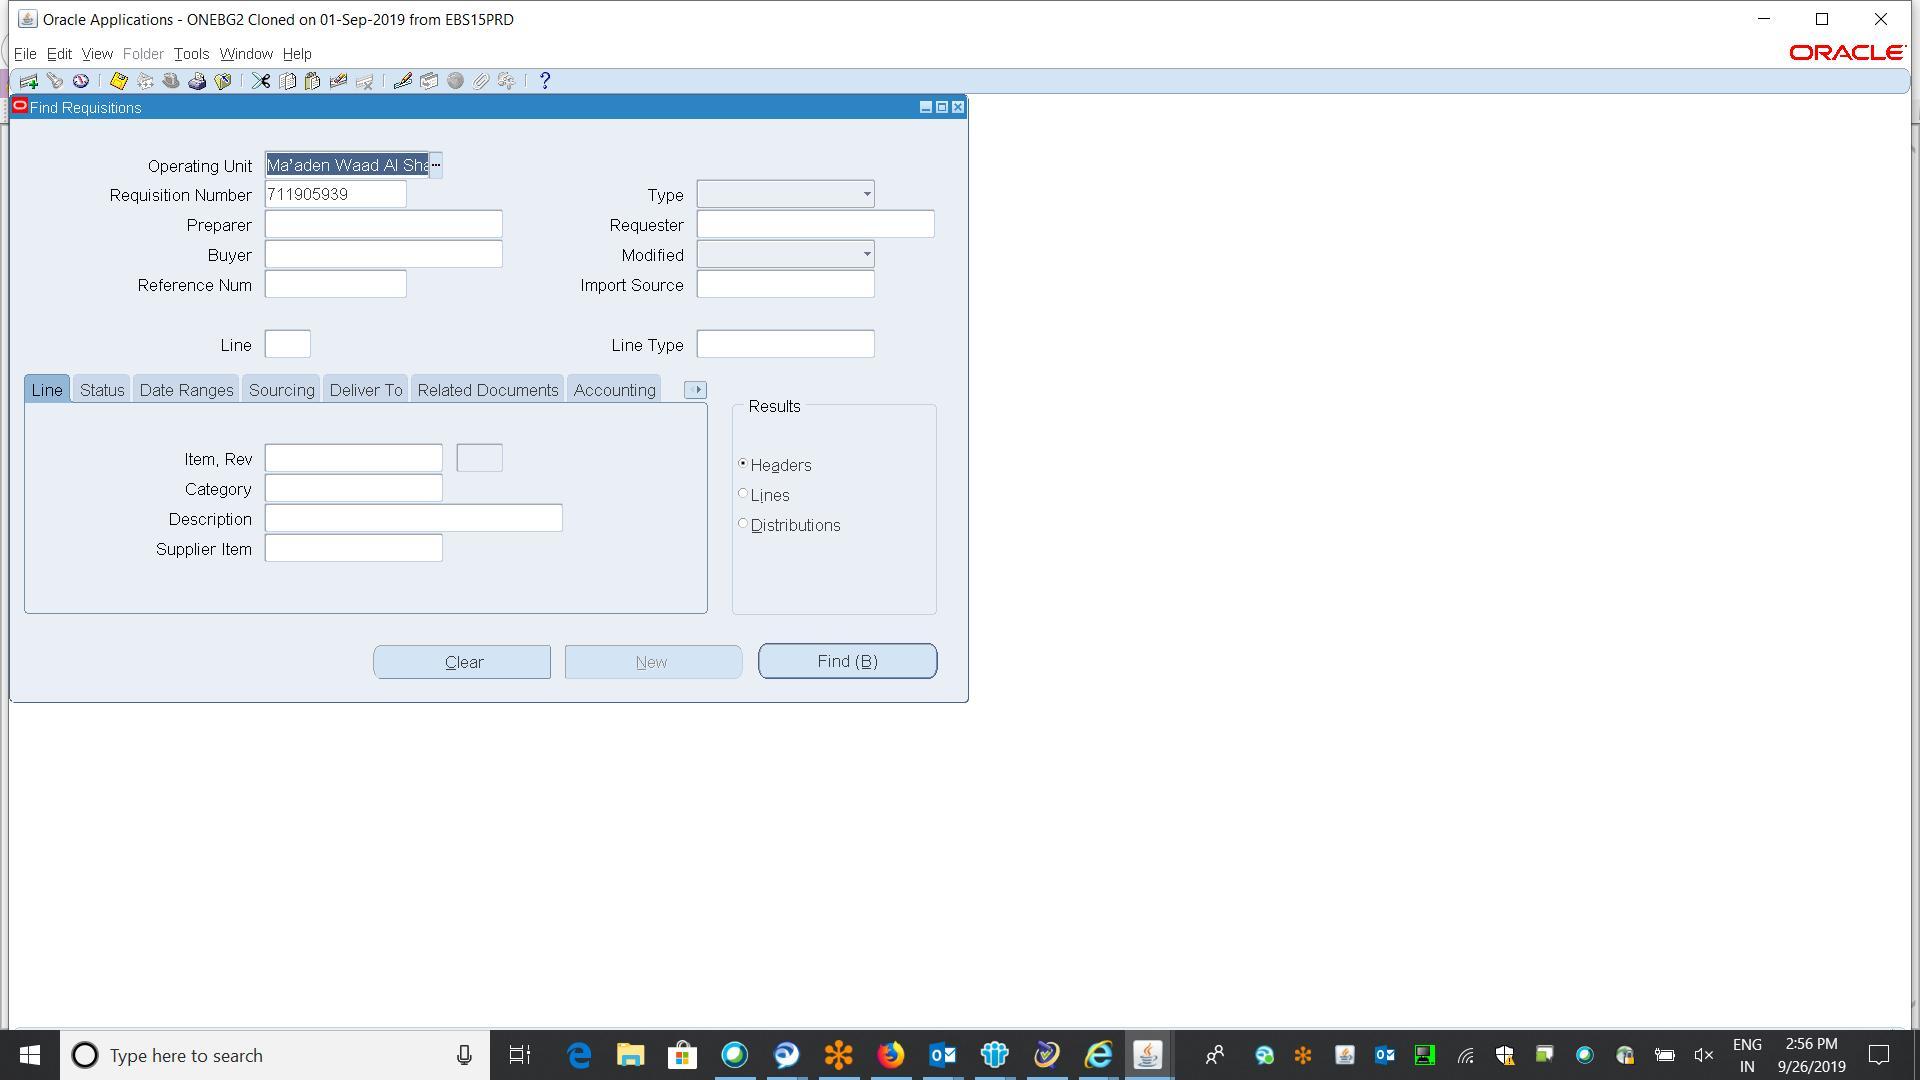 Oracle Applications - ONEBG2 Cloned on 01-Sep-2019 from EBS15PRD
File Edit View Folder Tools Window Help
ORACLE
Find Requisitions
Operating Unit Ma'aden Waad Al Sha
Requisition Number 711905939 Type
Preparer Requester
Buyer Modified
Reference Num Import Source
Line Line Type
Line Status Date Ranges Sourcing Deliver To Related Documents Accounting
Results
Item, Rev Headers
Category Lines
Description Distributions
Supplier Item
Clear New Find (B)
Type here to search
ENG
IN
2:56 PM
9/26/2019